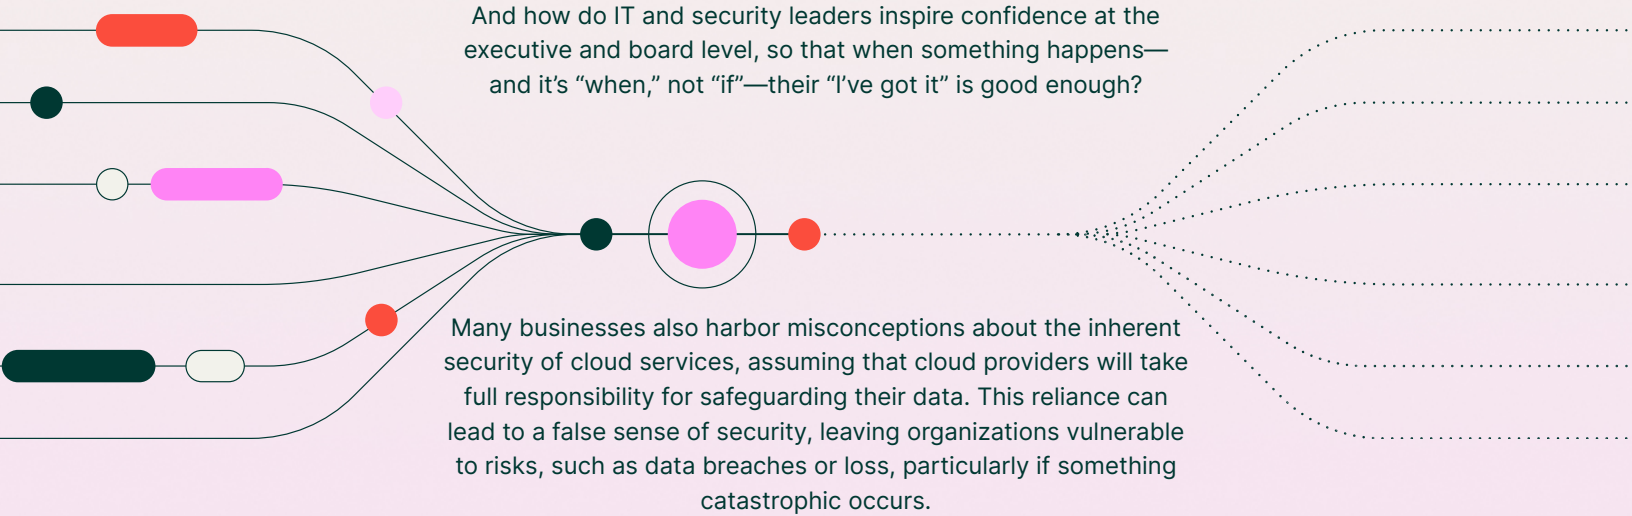 And how do IT and security leaders inspire confidence at the
executive and board level, so that when something happens—
and it’s “when,” not “if”—their “I’ve got it” is good enough?
Many businesses also harbor misconceptions about the inherent
security of cloud services, assuming that cloud providers will take
full responsibility for safeguarding their data. This reliance can
lead to a false sense of security, leaving organizations vulnerable
to risks, such as data breaches or loss, particularly if something
catastrophic occurs.